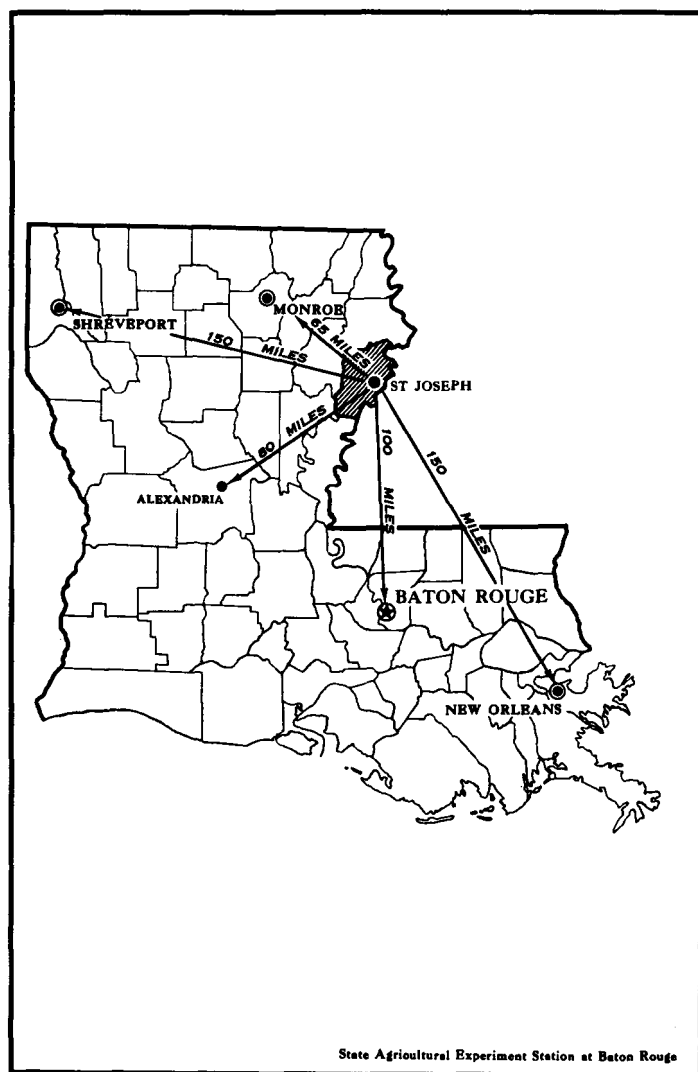 MONROE
SHREVEPORT
65 MILES
150 MILES
ST JOSEPH
80 MILES
100 MILES
150 MILES
ALEXANDRIA
BATON ROUGE
NEW ORLEANS
State Agricultural Experiment Station at Baton Rouge